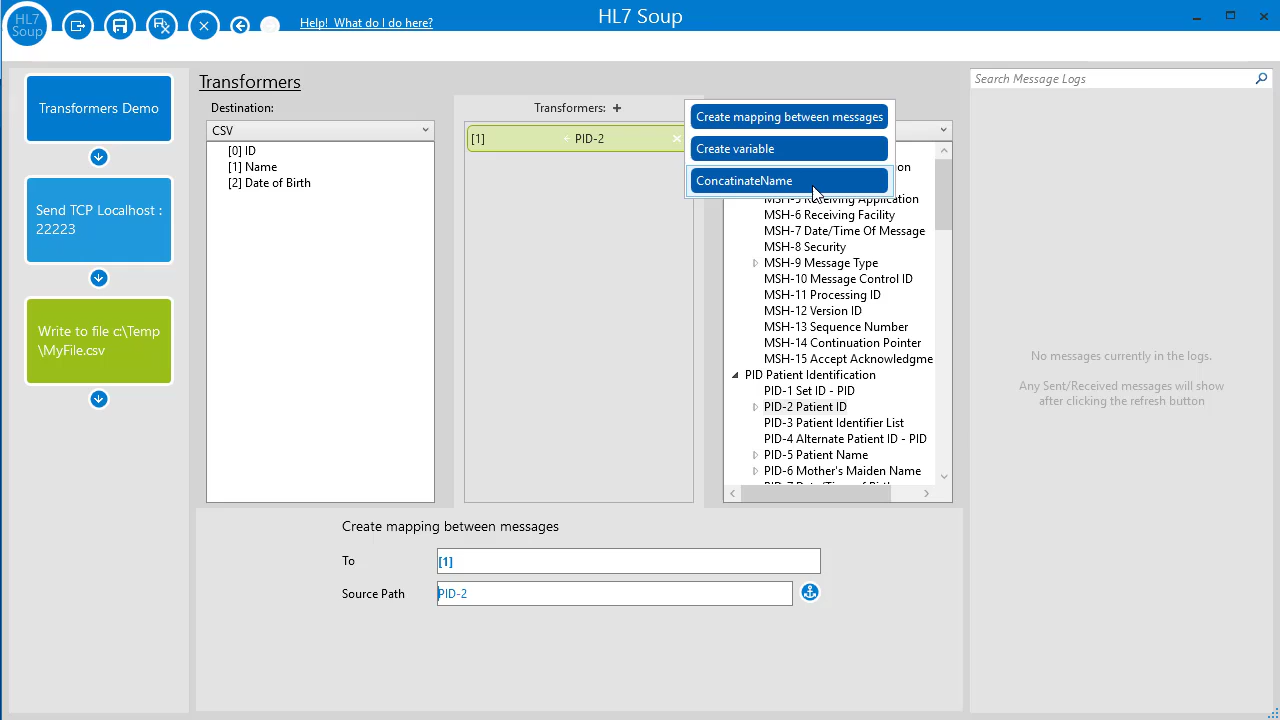 HL7
Soup
Help! What do I do here?
HL7 Soup
Transformers Demo
Send TCP Localhost :
22223
Write to file c:\Temp
\MyFile.csv
Transformers
Destination:
CSV
[0] ID
[1] Name
[2] Date of Birth
Transformers: +
[1]
PID-2
Create mapping between messages
Create variable
ConcatinateName
MSH-5 Receiving Application
MSH-6 Receiving Facility
MSH-7 Date/Time Of Message
MSH-8 Security
MSH-9 Message Type
MSH-10 Message Control ID
MSH-11 Processing ID
MSH-12 Version ID
MSH-13 Sequence Number
MSH-14 Continuation Pointer
MSH-15 Accept Acknowledgme
PID Patient Identification
PID-1 Set ID - PID
PID-2 Patient ID
PID-3 Patient Identifier List
PID-4 Alternate Patient ID - PID
PID-5 Patient Name
PID-6 Mother's Maiden Name
Create mapping between messages
To
[1]
Source Path
PID-2
Search Message Logs
No messages currently in the logs.
Any Sent/Received messages will show
after clicking the refresh button